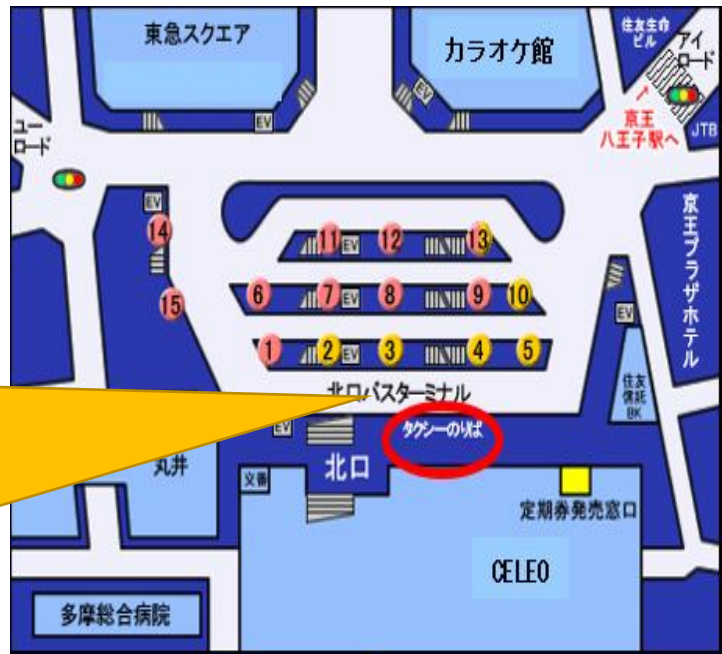 東急スクエア
カラオケ館
住友生命
ビル
アイ
ロード
京王
八王子駅へ
JTB
ユー
ロード
EV
EV
EV
14
15
11
EV
12
13
6
7
EV
8
9
10
1
2
EV
3
4
5
京王プラザホテル
EV
住友
信託
BK
北口バスターミナル
EV
タクシーのりば
丸井
交番
北口
定期券発売窓口
CELEO
多摩総合病院